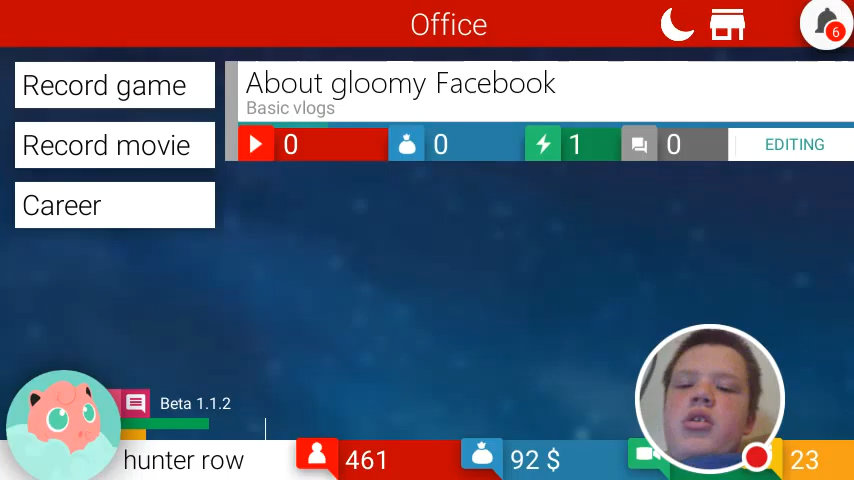 Office
6
Record game
About gloomy Facebook
Basic vlogs
0
0
1
0
EDITING
Record movie
Career
Beta 1.1.2
hunter row
461
92 $
23